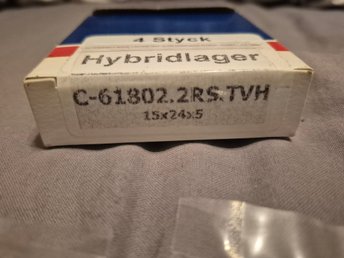 4 Styck
Hybridlager
C-61802.2RS.TVH
15x24x5